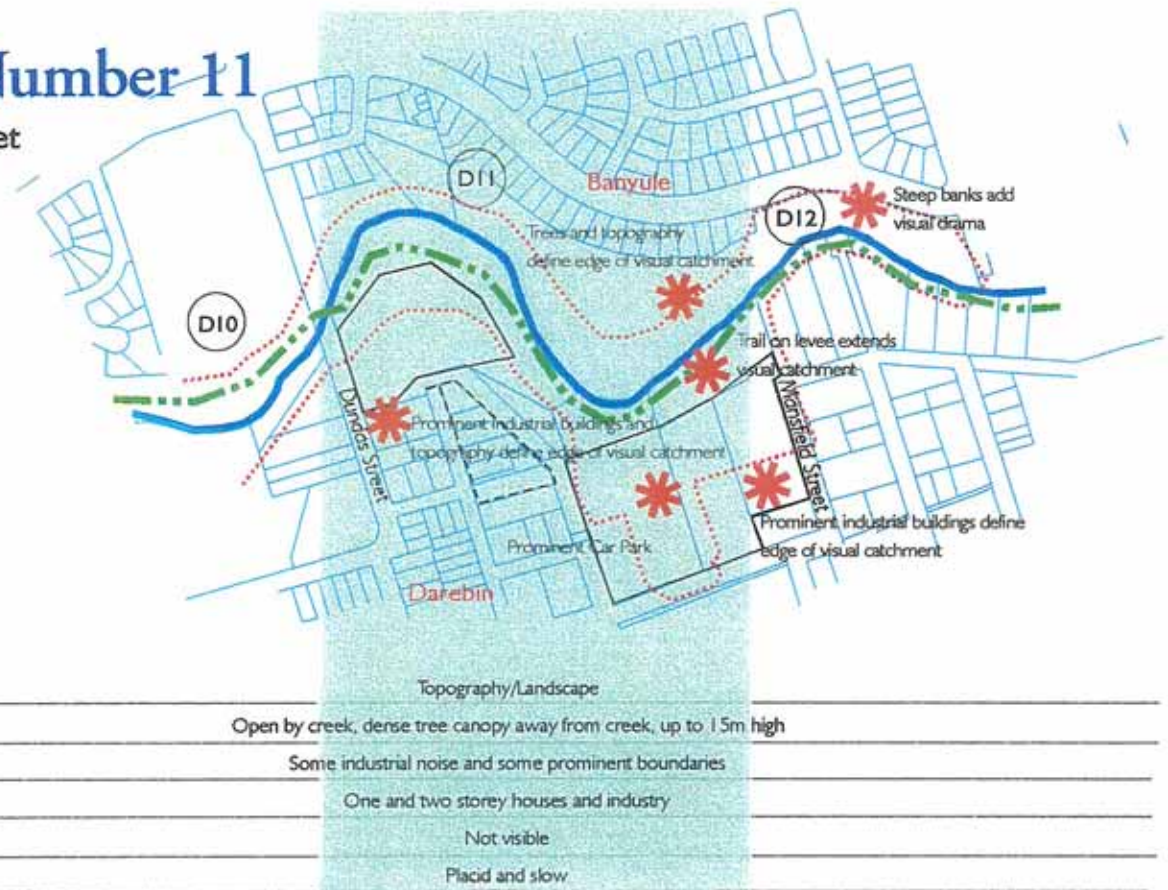 Number 11
et
D11
Banyule
Steep banks add
visual drama
D12
Trees and topography
define edge of visual catchment
D10
Trail on levee extends
visual catchment
Dundas Street
Mansfield Street
Prominent industrial buildings and
topography define edge of visual catchment
Prominent industrial buildings define
edge of visual catchment
Prominent Car Park
Darebin
Topography/Landscape
Open by creek, dense tree canopy away from creek, up to 15m high
Some industrial noise and some prominent boundaries
One and two storey houses and industry
Not visible
Placid and slow